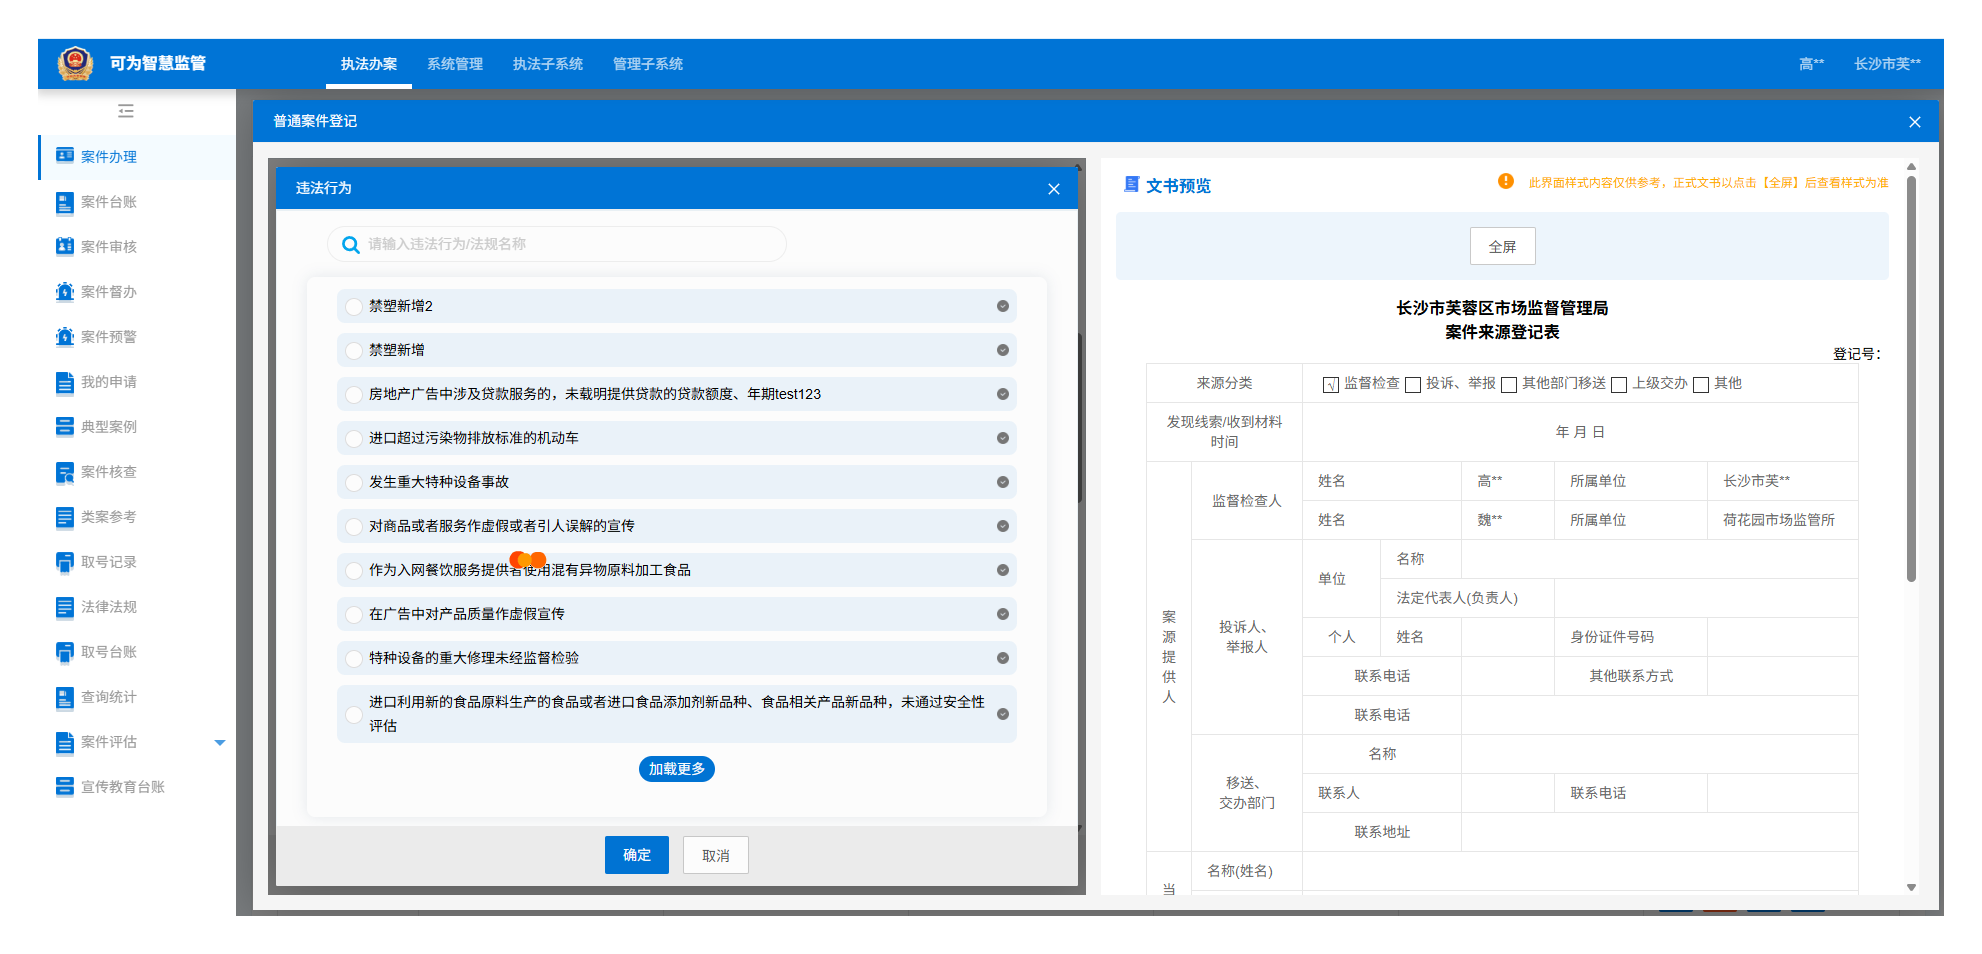 可为智慧监管
执法办案 系统管理 执法子系统 管理子系统
高** 长沙市芙**
案件办理
案件台账
案件审核
案件督办
案件预警
我的申请
典型案例
案件核查
类案参考
取号记录
法律法规
取号台账
查询统计
案件评估
宣传教育台账
普通案件登记
违法行为
请输入违法行为/法规名称
禁塑新增2
禁塑新增
房地产广告中涉及贷款服务的，未载明提供贷款的贷款额度、年期test123
进口超过污染物排放标准的机动车
发生重大特种设备事故
对商品或者服务作虚假或者引人误解的宣传
作为入网餐饮服务提供者使用混有异物原料加工食品
在广告中对产品质量作虚假宣传
特种设备的重大修理未经监督检验
进口利用新的食品原料生产的食品或者进口食品添加剂新品种、食品相关产品新品种，未通过安全性
评估
加载更多
确定 取消
文书预览
此界面样式内容仅供参考，正式文书以点击【全屏】后查看样式为准
全屏
长沙市芙蓉区市场监督管理局
案件来源登记表
登记号：
来源分类 √ 监督检查 投诉、举报 其他部门移送 上级交办 其他
发现线索/收到材料
时间
年 月 日
案源提供人
监督检查人
姓名 高** 所属单位 长沙市芙**
姓名 魏** 所属单位 荷花园市场监管所
投诉人、
举报人
单位
名称
法定代表人(负责人)
个人 姓名 身份证件号码
联系电话 其他联系方式
联系电话
移送、
交办部门
名称
联系人 联系电话
联系地址
当
名称(姓名)